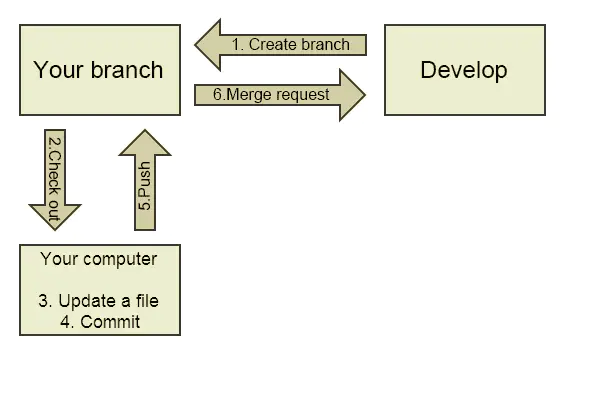 Your branch
1. Create branch
6.Merge request
Develop
2.Check out
5.Push
Your computer
3. Update a file
4. Commit